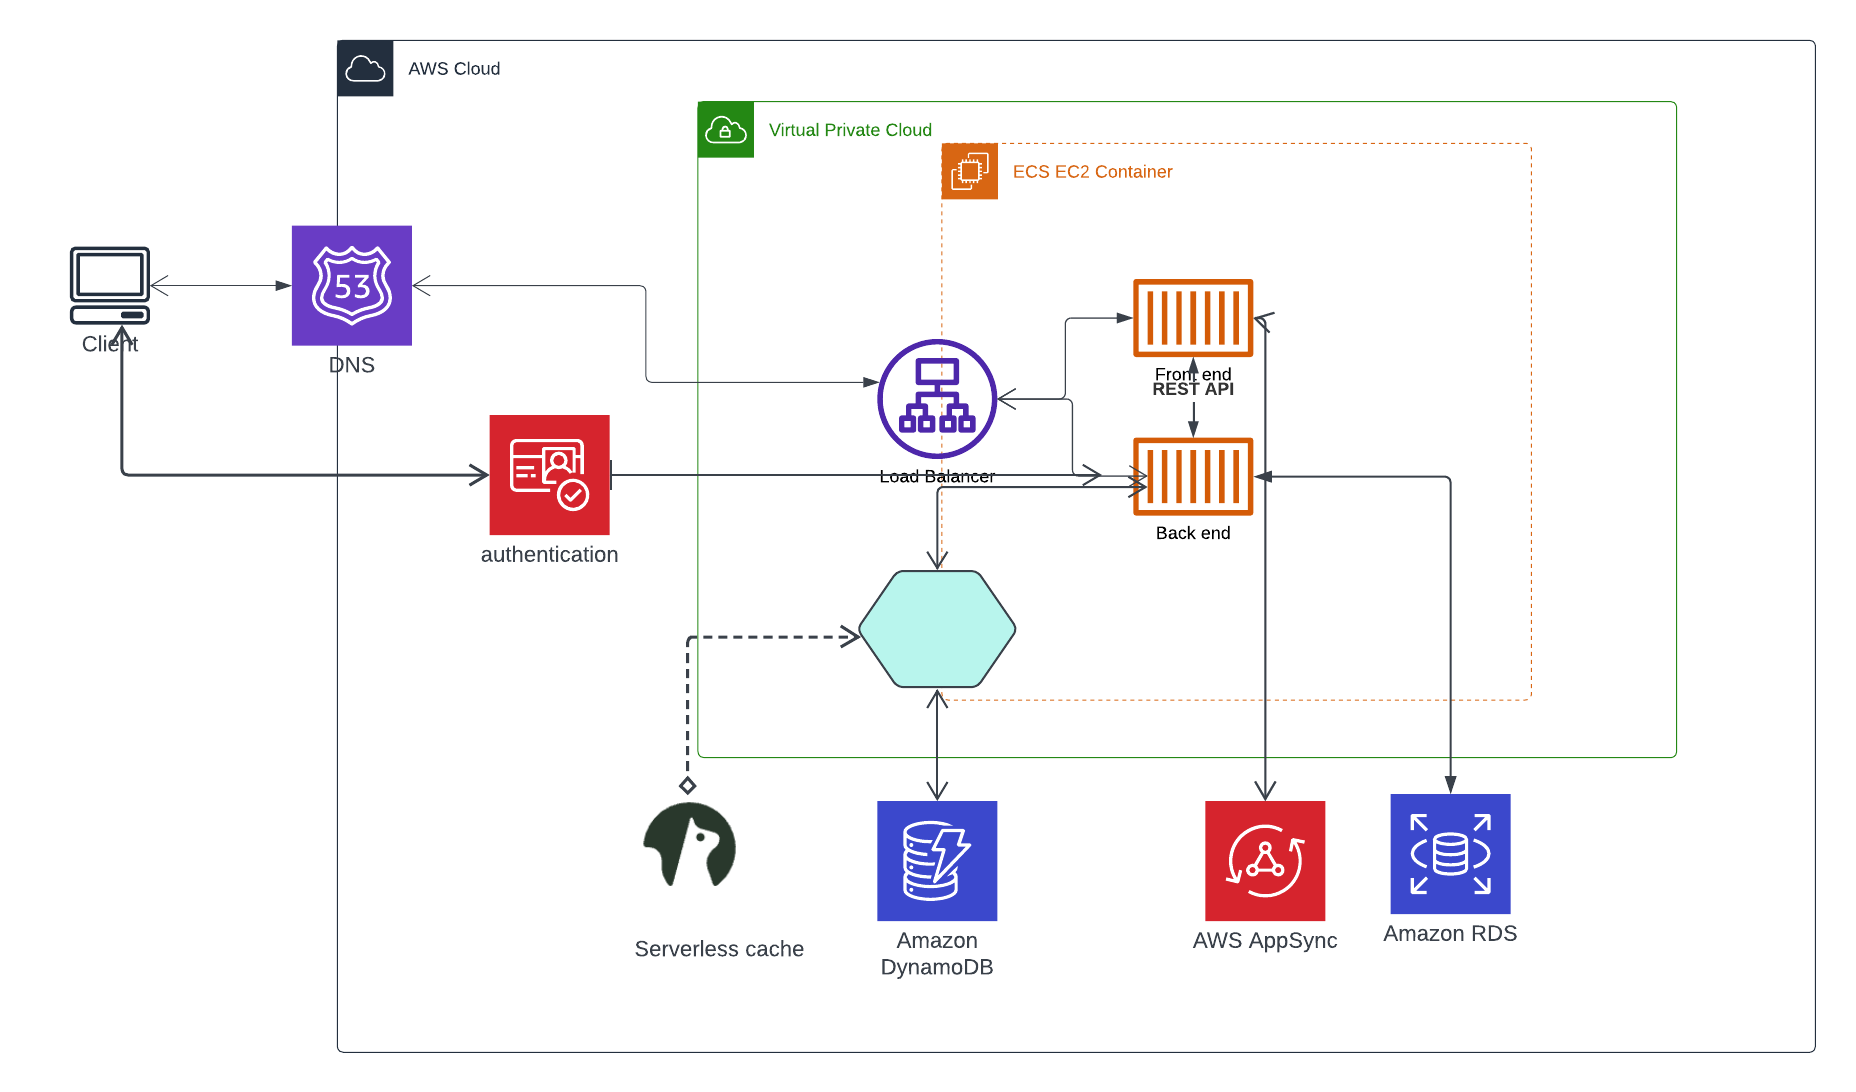 AWS Cloud
Virtual Private Cloud
ECS EC2 Container
53
Client
DNS
Front end
REST API
Load Balancer
Back end
authentication
Serverless cache
Amazon
DynamoDB
AWS AppSync
Amazon RDS